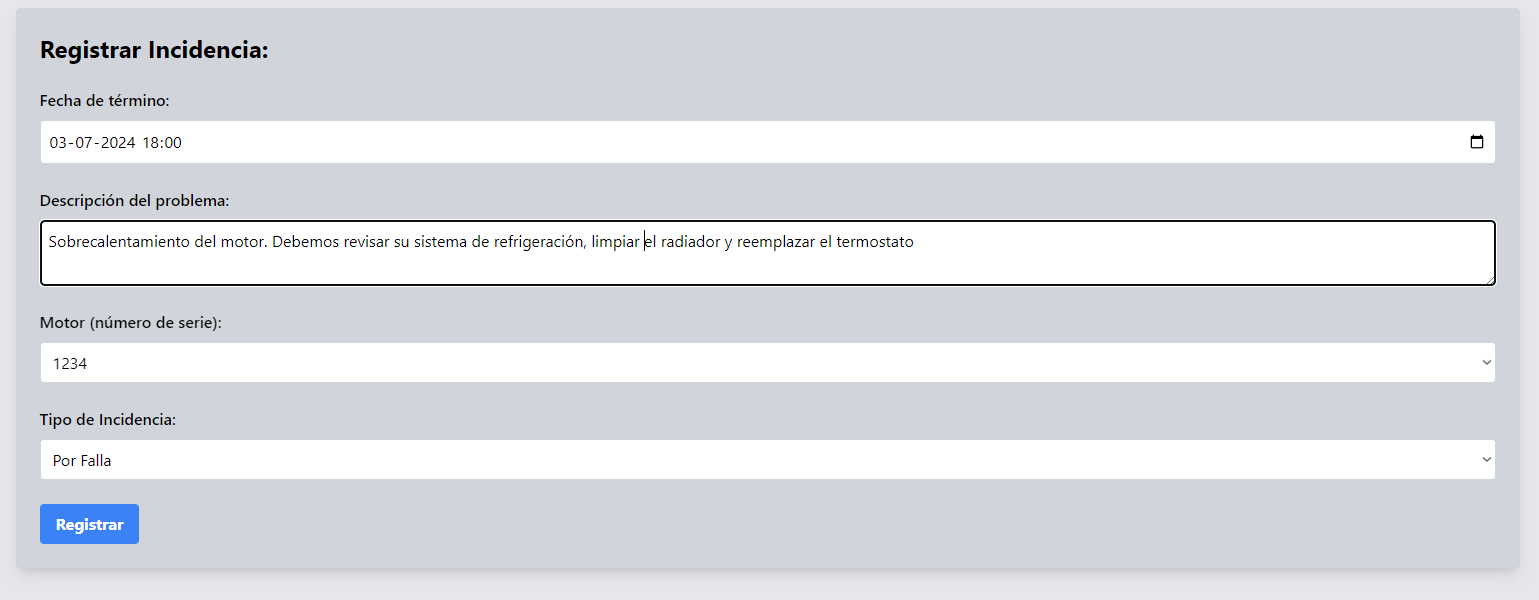 Registrar Incidencia:
Fecha de término:
03-07-2024 18:00
Descripción del problema:
Sobrecalentamiento del motor. Debemos revisar su sistema de refrigeración, limpiar el radiador y reemplazar el termostato
Motor (número de serie):
1234
Tipo de Incidencia:
Por Falla
Registrar